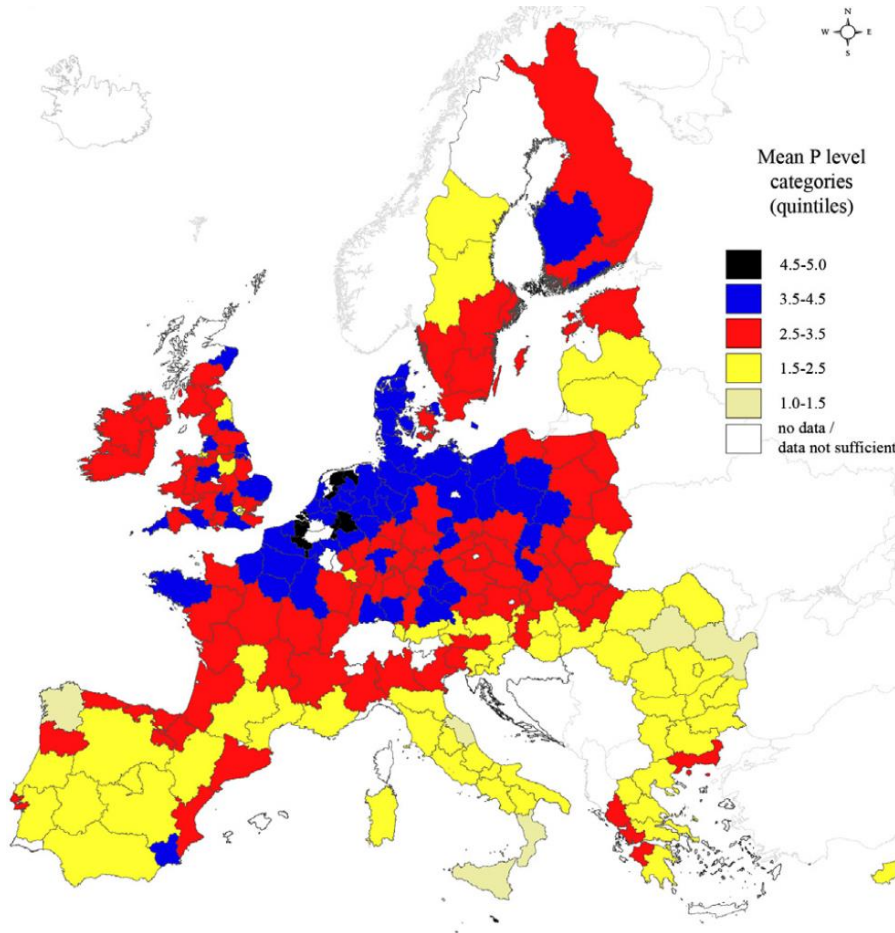 N
W E
S
Mean P level
categories
(quintiles)
4.5-5.0
3.5-4.5
2.5-3.5
1.5-2.5
1.0-1.5
no data /
data not sufficient